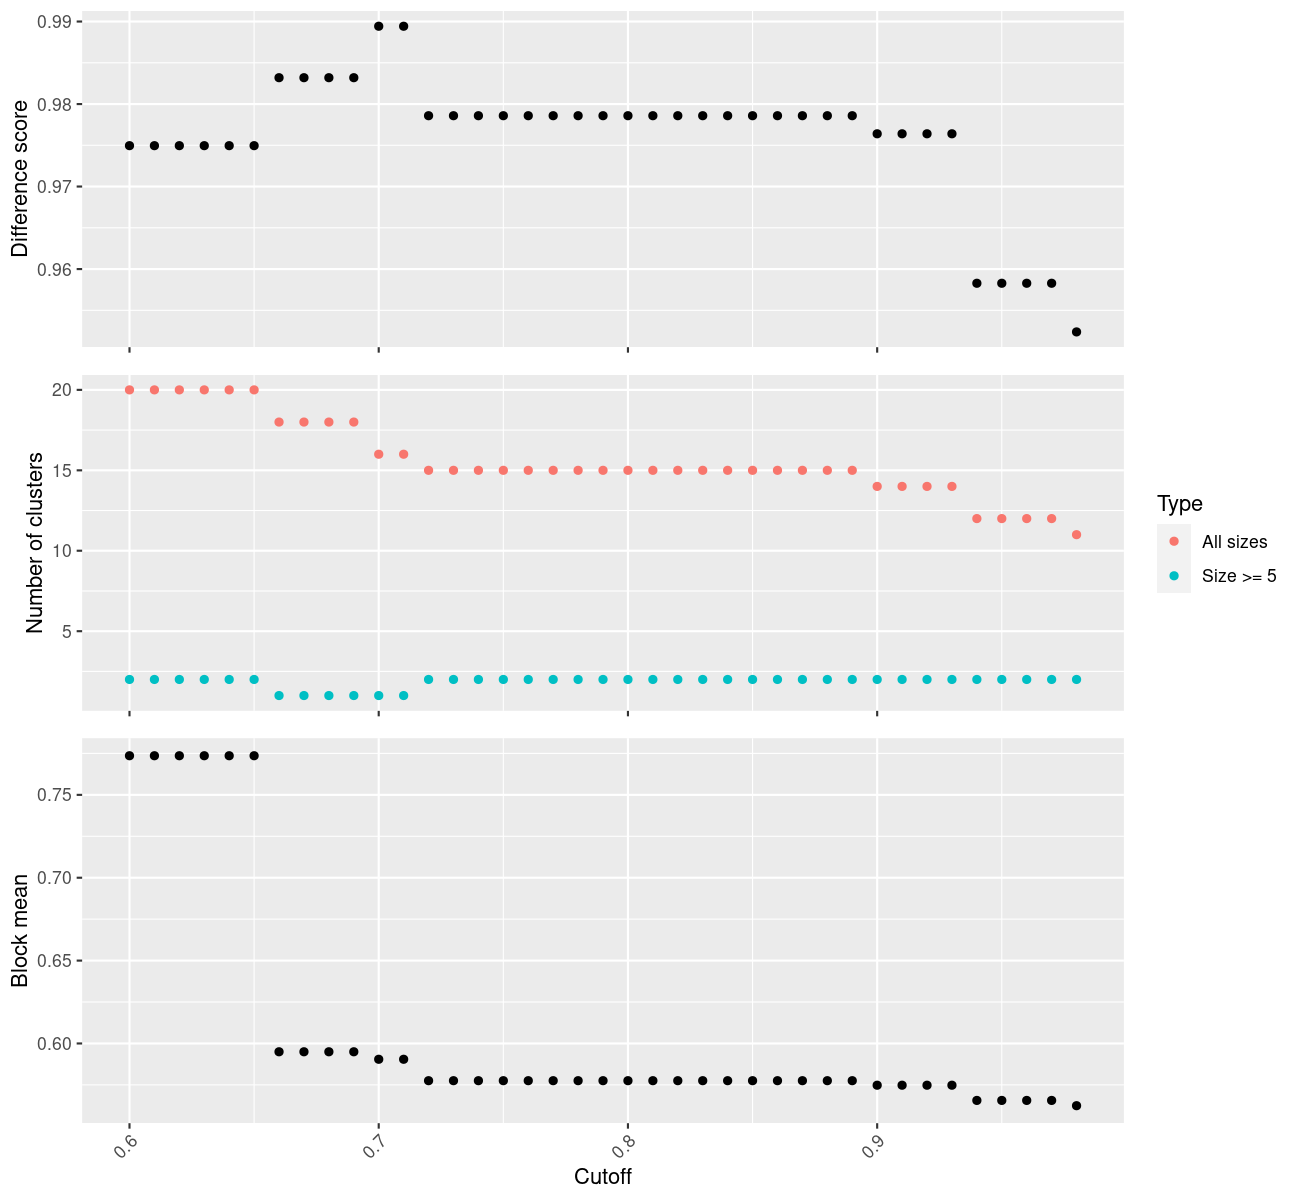 Difference score
0.99
0.98
0.97
0.96
Number of clusters
20
15
10
5
Type
All sizes
Size >= 5
Block mean
0.75
0.70
0.65
0.60
0.6
0.7
0.8
0.9
Cutoff